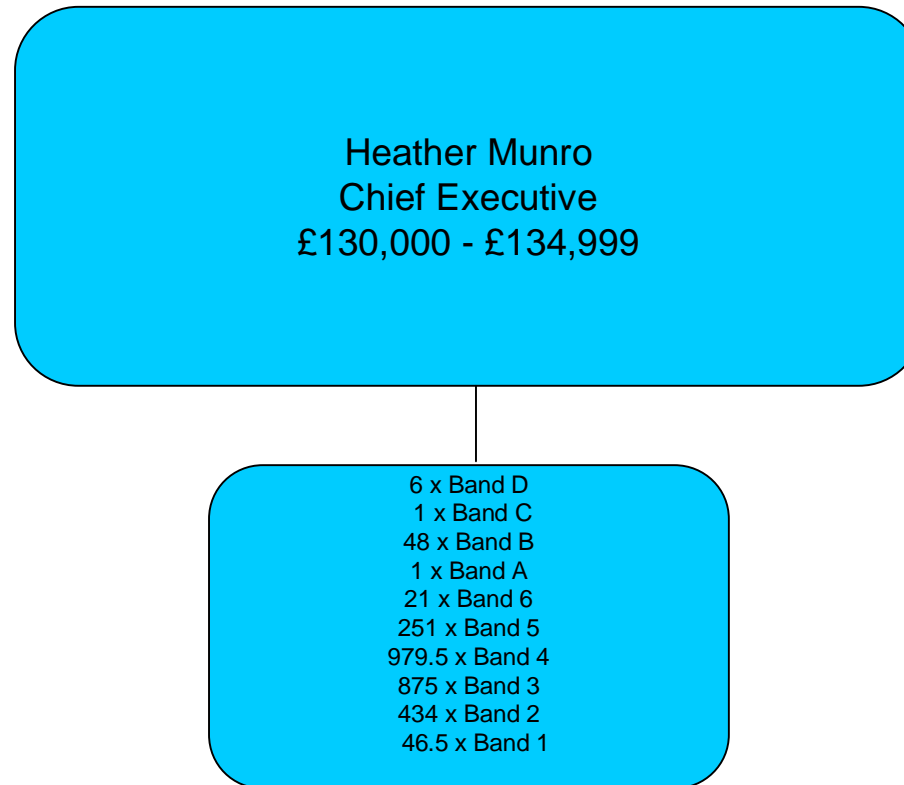 Heather Munro
Chief Executive
£130,000 - £134,999
6 x Band D
1 x Band C
48 x Band B
1 x Band A
21 x Band 6
251 x Band 5
979.5 x Band 4
875 x Band 3
434 x Band 2
46.5 x Band 1